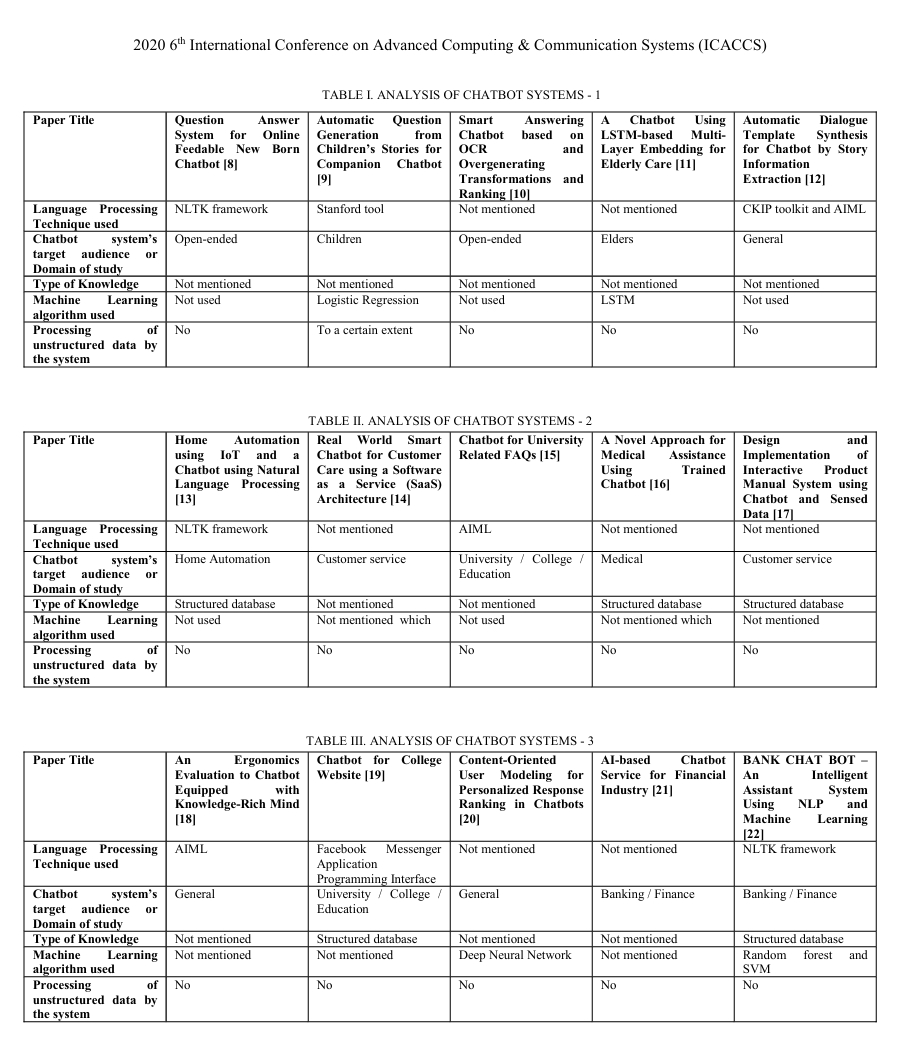 2020 6th International Conference on Advanced Computing & Communication Systems (ICACCS)
TABLE I. ANALYSIS OF CHATBOT SYSTEMS - 1
Paper Title
Question Answer
System for Online
Feedable New Born
Chatbot [8]
Automatic Question
Generation from
Children's Stories for
Companion Chatbot
[9]
Smart Answering
Chatbot based on
OCR and
Overgenerating
Transformations and
Ranking [10]
A Chatbot Using
LSTM-based Multi-
Layer Embedding for
Elderly Care [11]
Automatic Dialogue
Template Synthesis
for Chatbot by Story
Information
Extraction [12]
Language Processing
Technique used
NLTK framework
Stanford tool
Not mentioned
Not mentioned
CKIP toolkit and AIML
Chatbot system's
target audience or
Domain of study
Open-ended
Children
Open-ended
Elders
General
Type of Knowledge
Not mentioned
Not mentioned
Not mentioned
Not mentioned
Not mentioned
Machine Learning
algorithm used
Not used
Logistic Regression
Not used
LSTM
Not used
Processing of
unstructured data by
the system
No
To a certain extent
No
No
No
TABLE II. ANALYSIS OF CHATBOT SYSTEMS - 2
Paper Title
Home Automation
using IoT and a
Chatbot using Natural
Language Processing
[13]
Real World Smart
Chatbot for Customer
Care using a Software
as a Service (SaaS)
Architecture [14]
Chatbot for University
Related FAQs [15]
A Novel Approach for
Medical Assistance
Using Trained
Chatbot [16]
Design and
Implementation of
Interactive Product
Manual System using
Chatbot and Sensed
Data [17]
Language Processing
Technique used
NLTK framework
Not mentioned
AIML
Not mentioned
Not mentioned
Chatbot system's
target audience or
Domain of study
Home Automation
Customer service
University / College /
Education
Medical
Customer service
Type of Knowledge
Structured database
Not mentioned
Not mentioned
Structured database
Structured database
Machine Learning
algorithm used
Not used
Not mentioned which
Not used
Not mentioned which
Not mentioned
Processing of
unstructured data by
the system
No
No
No
No
No
TABLE III. ANALYSIS OF CHATBOT SYSTEMS - 3
Paper Title
An Ergonomics
Evaluation to Chatbot
Equipped with
Knowledge-Rich Mind
[18]
Chatbot for College
Website [19]
Content-Oriented
User Modeling for
Personalized Response
Ranking in Chatbots
[20]
AI-based Chatbot
Service for Financial
Industry [21]
BANK CHAT BOT –
An Intelligent
Assistant System
Using NLP and
Machine Learning
[22]
Language Processing
Technique used
AIML
Facebook Messenger
Application
Programming Interface
Not mentioned
Not mentioned
NLTK framework
Chatbot system's
target audience or
Domain of study
General
University / College /
Education
General
Banking / Finance
Banking / Finance
Type of Knowledge
Not mentioned
Structured database
Not mentioned
Not mentioned
Structured database
Machine Learning
algorithm used
Not mentioned
Not mentioned
Deep Neural Network
Not mentioned
Random forest and
SVM
Processing of
unstructured data by
the system
No
No
No
No
No